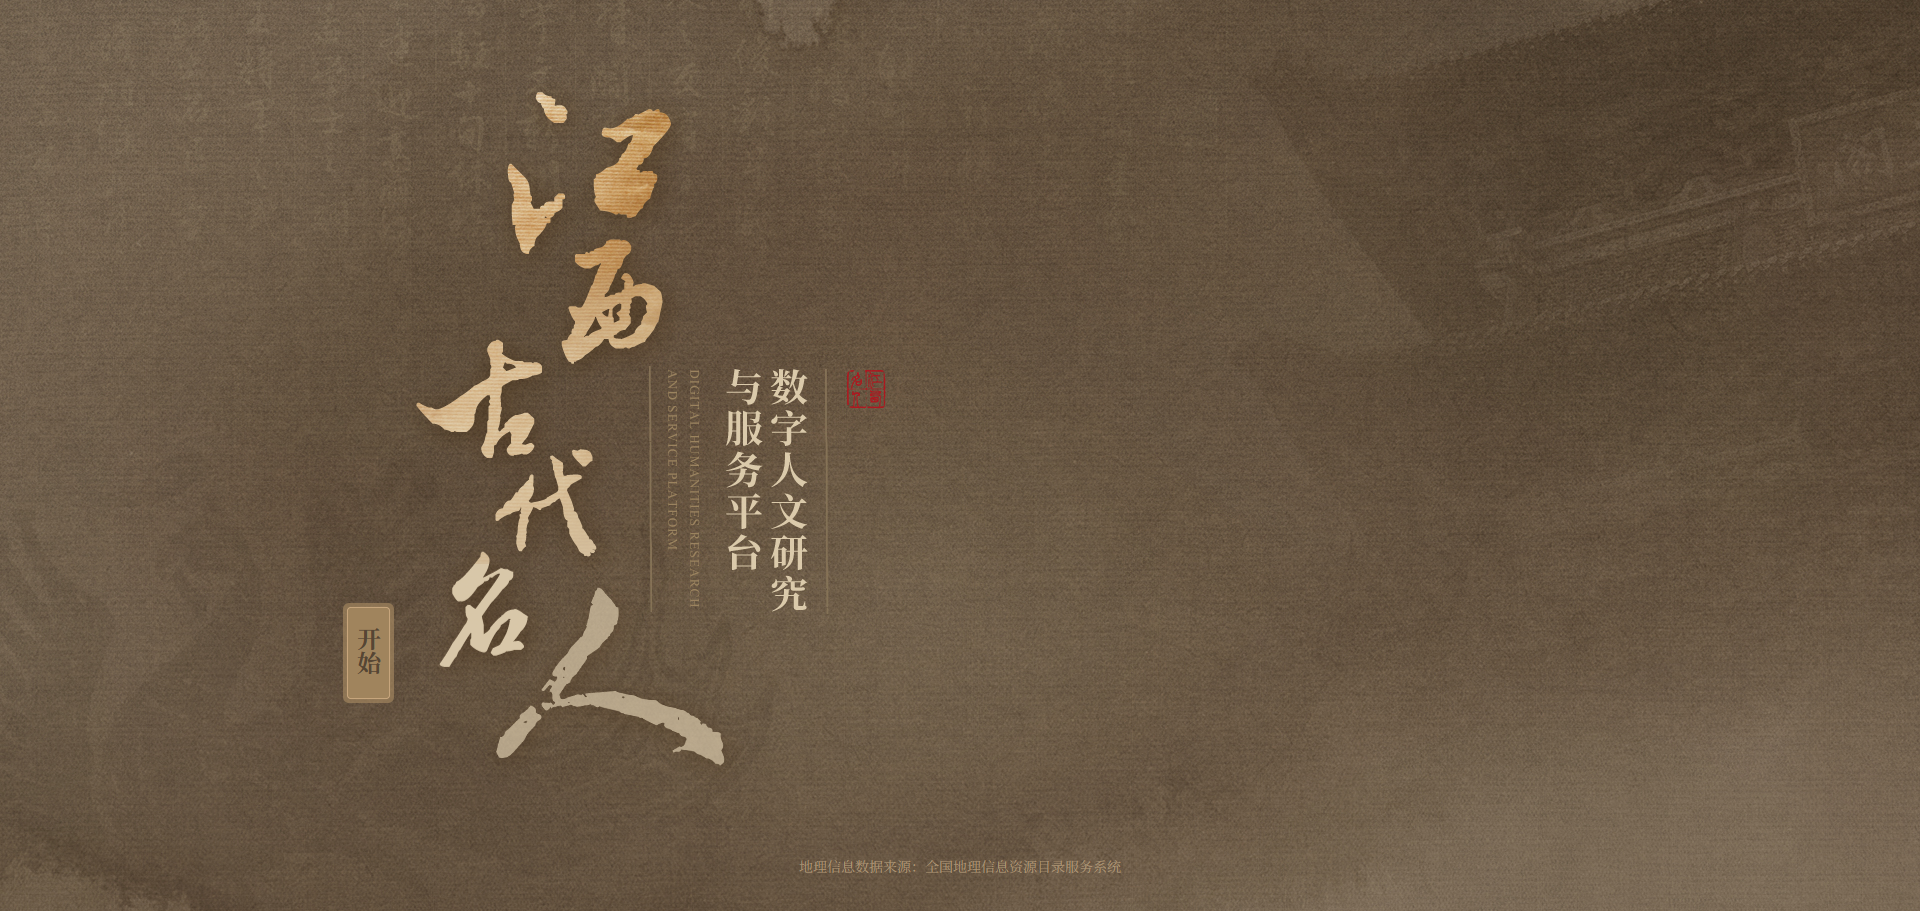 江西
古代
名人
数字人文研究
与服务平台
DIGITAL HUMANITIES RESEARCH
AND SERVICE PLATFORM
开始
地理信息数据来源：全国地理信息资源目录服务系统